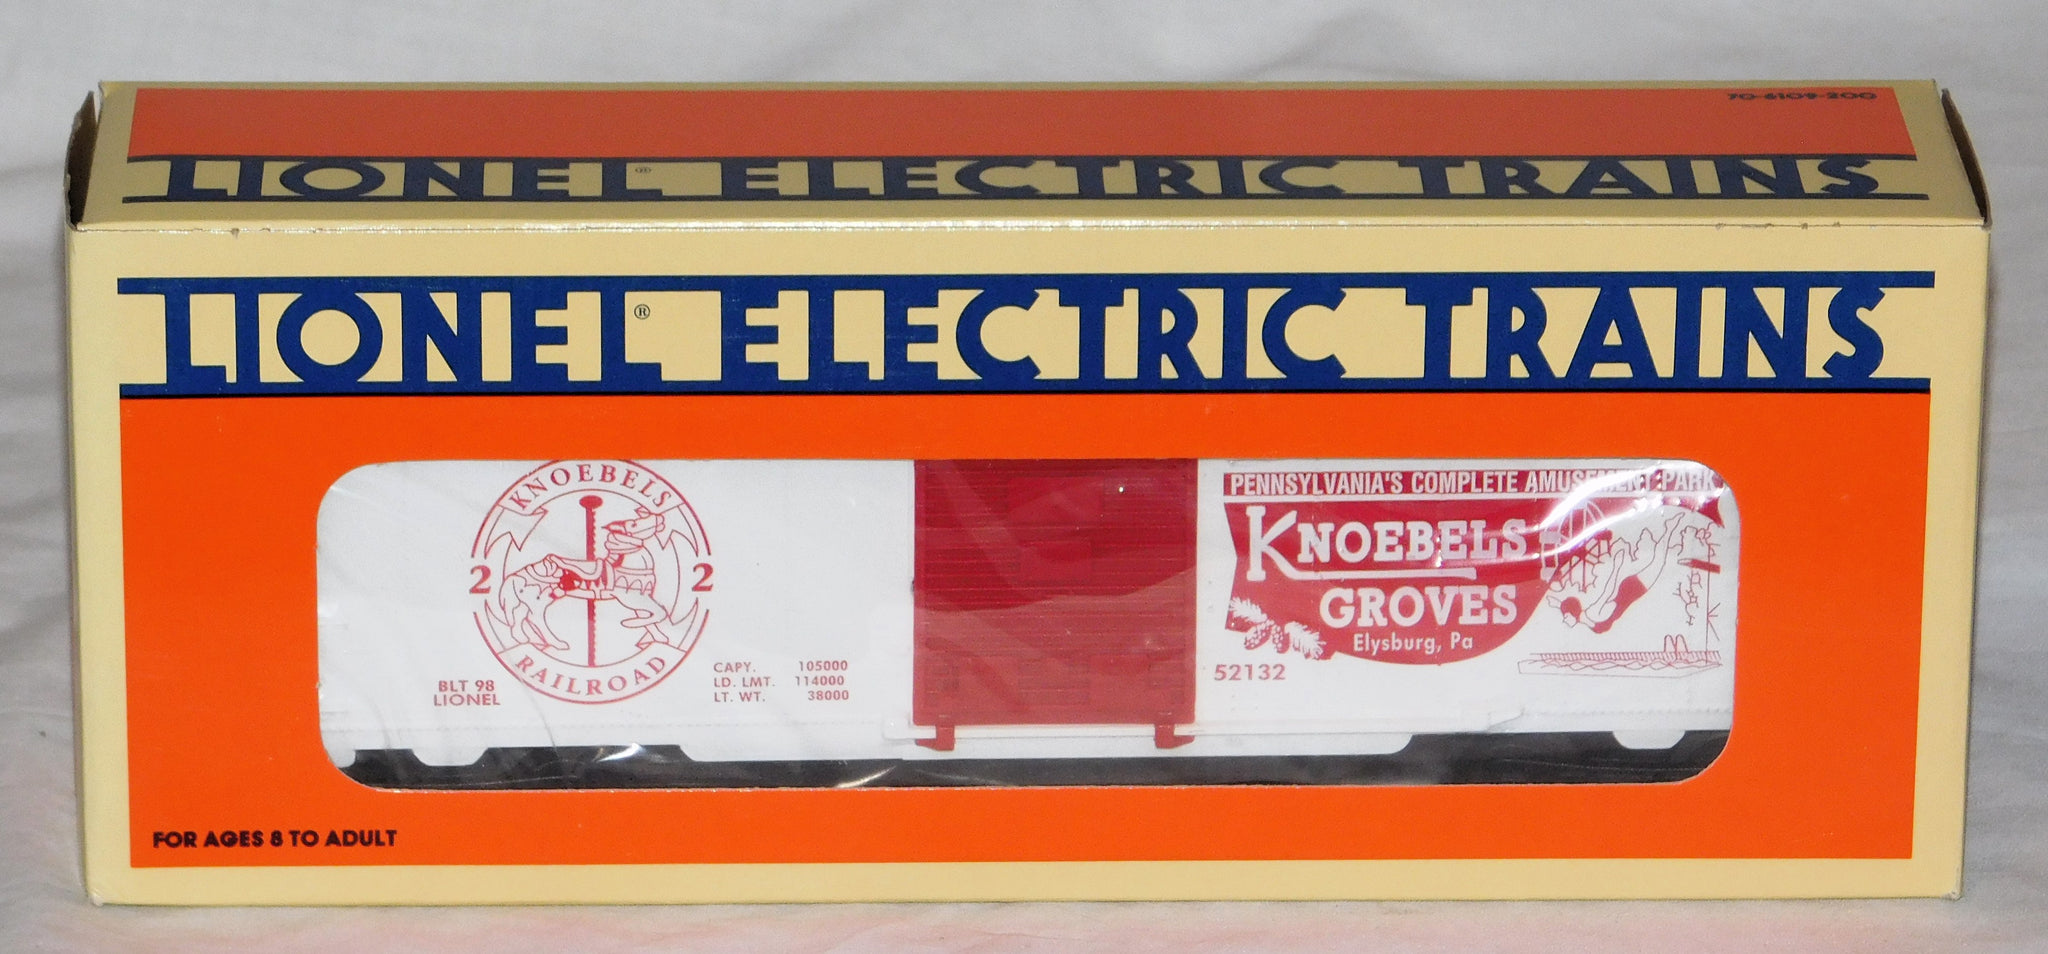 70-6109-200
LIONEL® ELECTRIC TRAINS
LIONEL® ELECTRIC TRAINS
KNOEBELS
2 2
RAILROAD
BLT 98
LIONEL
CAPY. 105000
LD. LMT. 114000
LT. WT. 38000
PENNSYLVANIA'S COMPLETE AMUSEMENT PARK
KNOEBELS
GROVES
Elysburg, Pa
52132
FOR AGES 8 TO ADULT